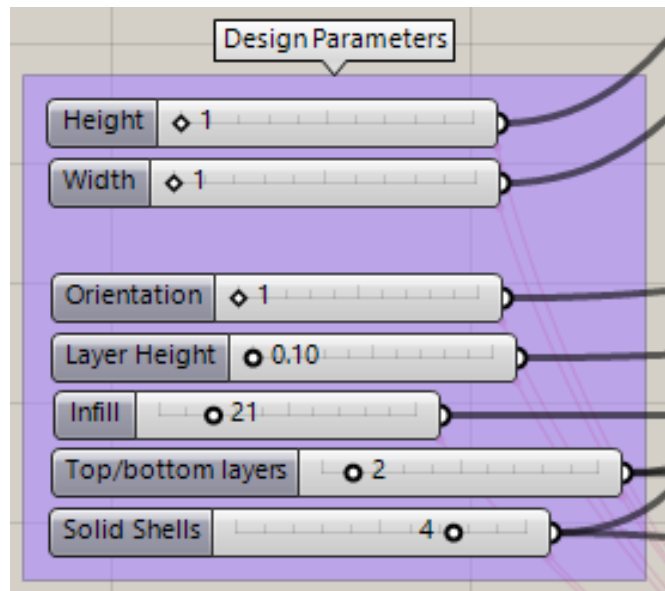 Design Parameters
Height 1
Width 1
Orientation 1
Layer Height 0.10
Infill 21
Top/bottom layers 2
Solid Shells 4